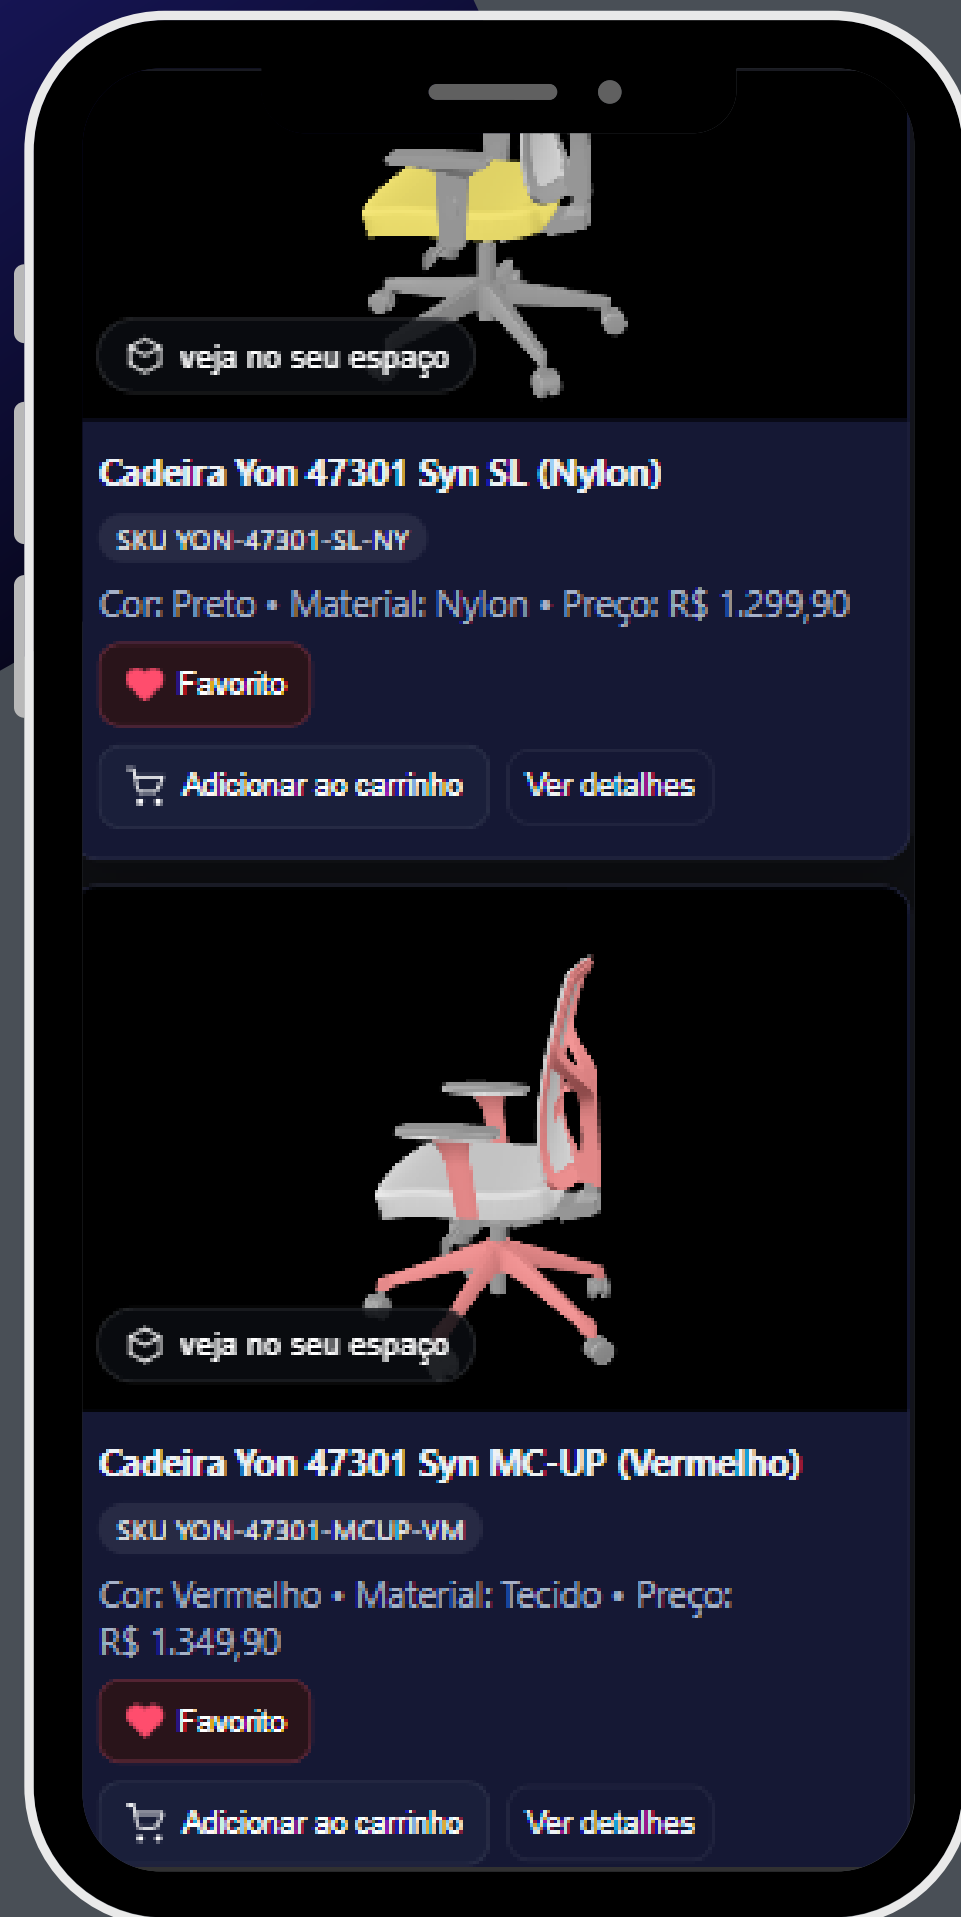 veja no seu espaço
Cadeira Yon 47301 Syn SL (Nylon)
SKU YON-47301-SL-NY
Cor: Preto • Material: Nylon • Preço: R$ 1.299,90
Favorito
Adicionar ao carrinho
Ver detalhes
veja no seu espaço
Cadeira Yon 47301 Syn MC-UP (Vermelho)
SKU YON-47301-MCUP-VM
Cor: Vermelho • Material: Tecido • Preço:
R$ 1.349,90
Favorito
Adicionar ao carrinho
Ver detalhes